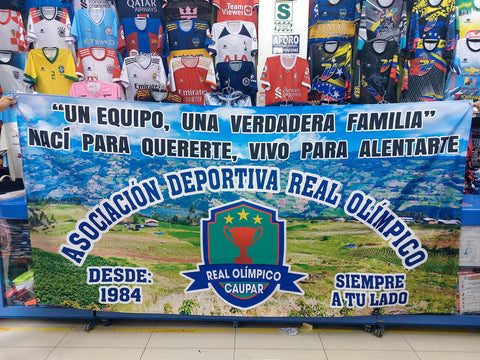 TeamViewer
QATAR
AIRWAYS
S
AFORO
ETIHAD
Emirates
"UN EQUIPO, UNA VERDADERA FAMILIA"
NACÍ PARA QUERERTE, VIVO PARA ALENTARTE
ASOCIACIÓN DEPORTIVA REAL OLÍMPICO
DESDE:
1984
REAL OLÍMPICO
CAUPAR
SIEMPRE
A TU LADO